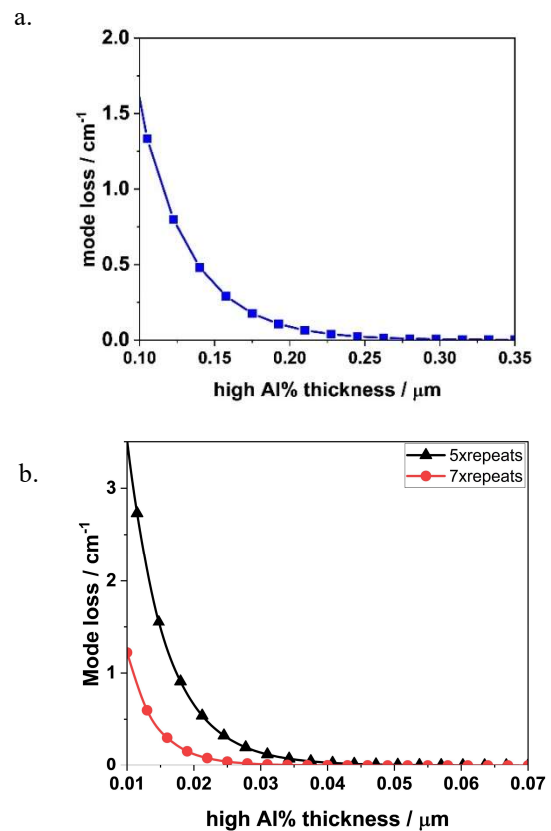 a.
2.0
1.5
1.0
0.5
0.0
mode loss / cm-1
0.10 0.15 0.20 0.25 0.30 0.35
high Al% thickness / μm
b.
5xrepeats
7xrepeats
3
2
1
0
Mode loss / cm-1
0.01 0.02 0.03 0.04 0.05 0.06 0.07
high Al% thickness / μm